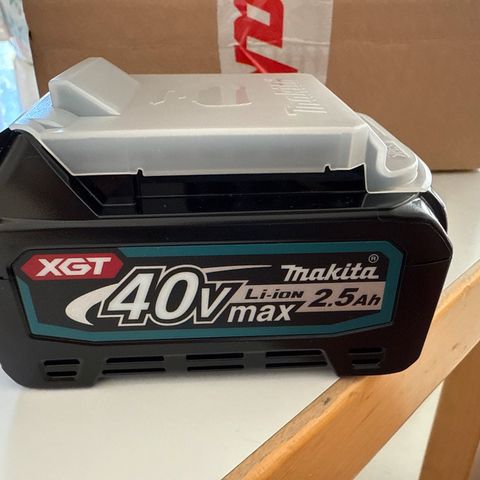 makita
XGT
40v max
makita®
Li-ion 2.5Ah